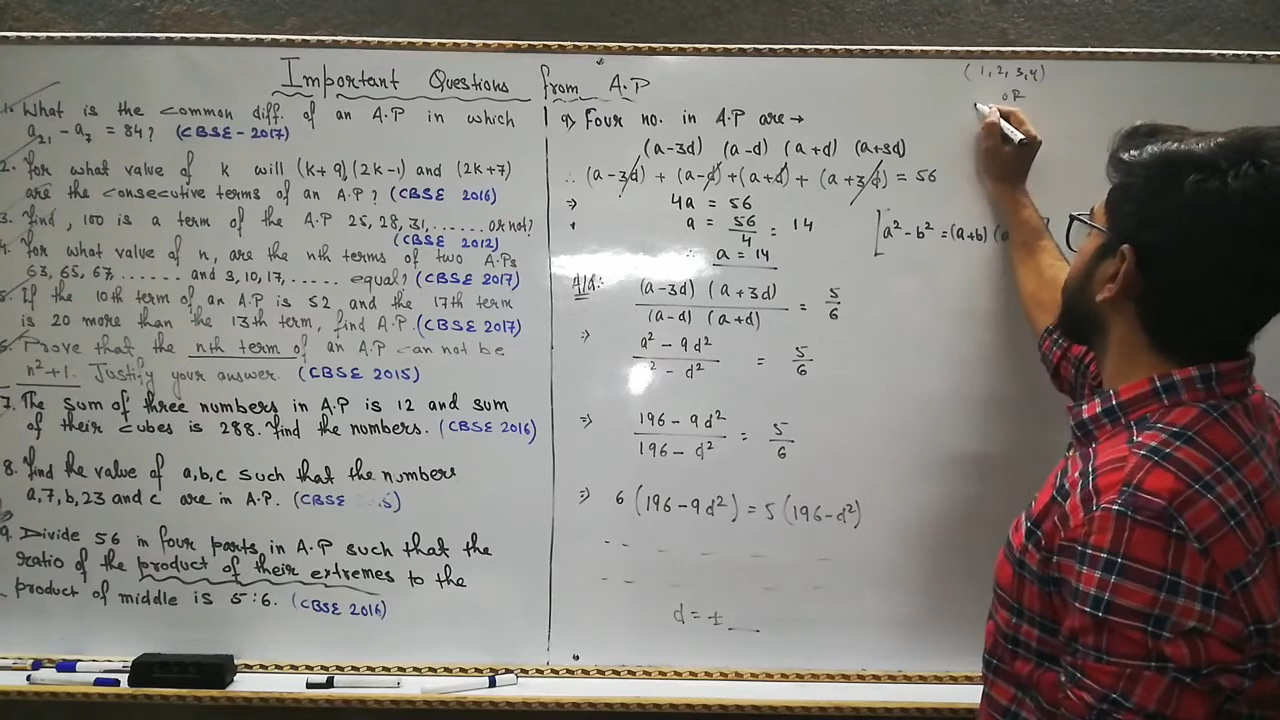 Important Questions from A.P
1. What is the common diff. of an A.P in which
a₂₁ - a₇ = 84? (CBSE-2017)
2. For what value of k will (k+9), (2k-1) and (2k+7)
are the consecutive terms of an A.P? (CBSE 2016)
3. Find, 100 is a term of the A.P 25, 28, 31, ...... or not?
(CBSE 2012)
4. For what value of n, are the nth terms of two A.Ps
63, 65, 67, ...... and 3, 10, 17, ..... equal? (CBSE 2017)
5. If the 10th term of an A.P is 52 and the 17th term
is 20 more than the 13th term, find A.P. (CBSE 2017)
6. Prove that the nth term of an A.P can not be
n²+1. Justify your answer. (CBSE 2015)
7. The sum of three numbers in A.P is 12 and sum
of their cubes is 288. Find the numbers. (CBSE 2016)
8. Find the value of a, b, c such that the numbers
a, 7, b, 23 and c are in A.P. (CBSE 5)
9. Divide 56 in four parts in A.P such that the
ratio of the product of their extremes to the
product of middle is 5:6. (CBSE 2016)
9) Four no. in A.P are →
(a-3d) (a-d) (a+d) (a+3d)
∴ (a-3d) + (a-d) + (a+d) + (a+3d) = 56
⇒ 4a = 56
a = 56/4 = 14
∴ a = 14
A/Q:
(a-3d) (a+3d) / (a-d) (a+d) = 5/6
⇒ a² - 9d² / ² - d² = 5/6
⇒ 196 - 9d² / 196 - d² = 5/6
⇒ 6 (196 - 9d²) = 5 (196 - d²)
d = ± __
(1, 2, 3, 4)
OR
[a² - b² = (a+b) (a